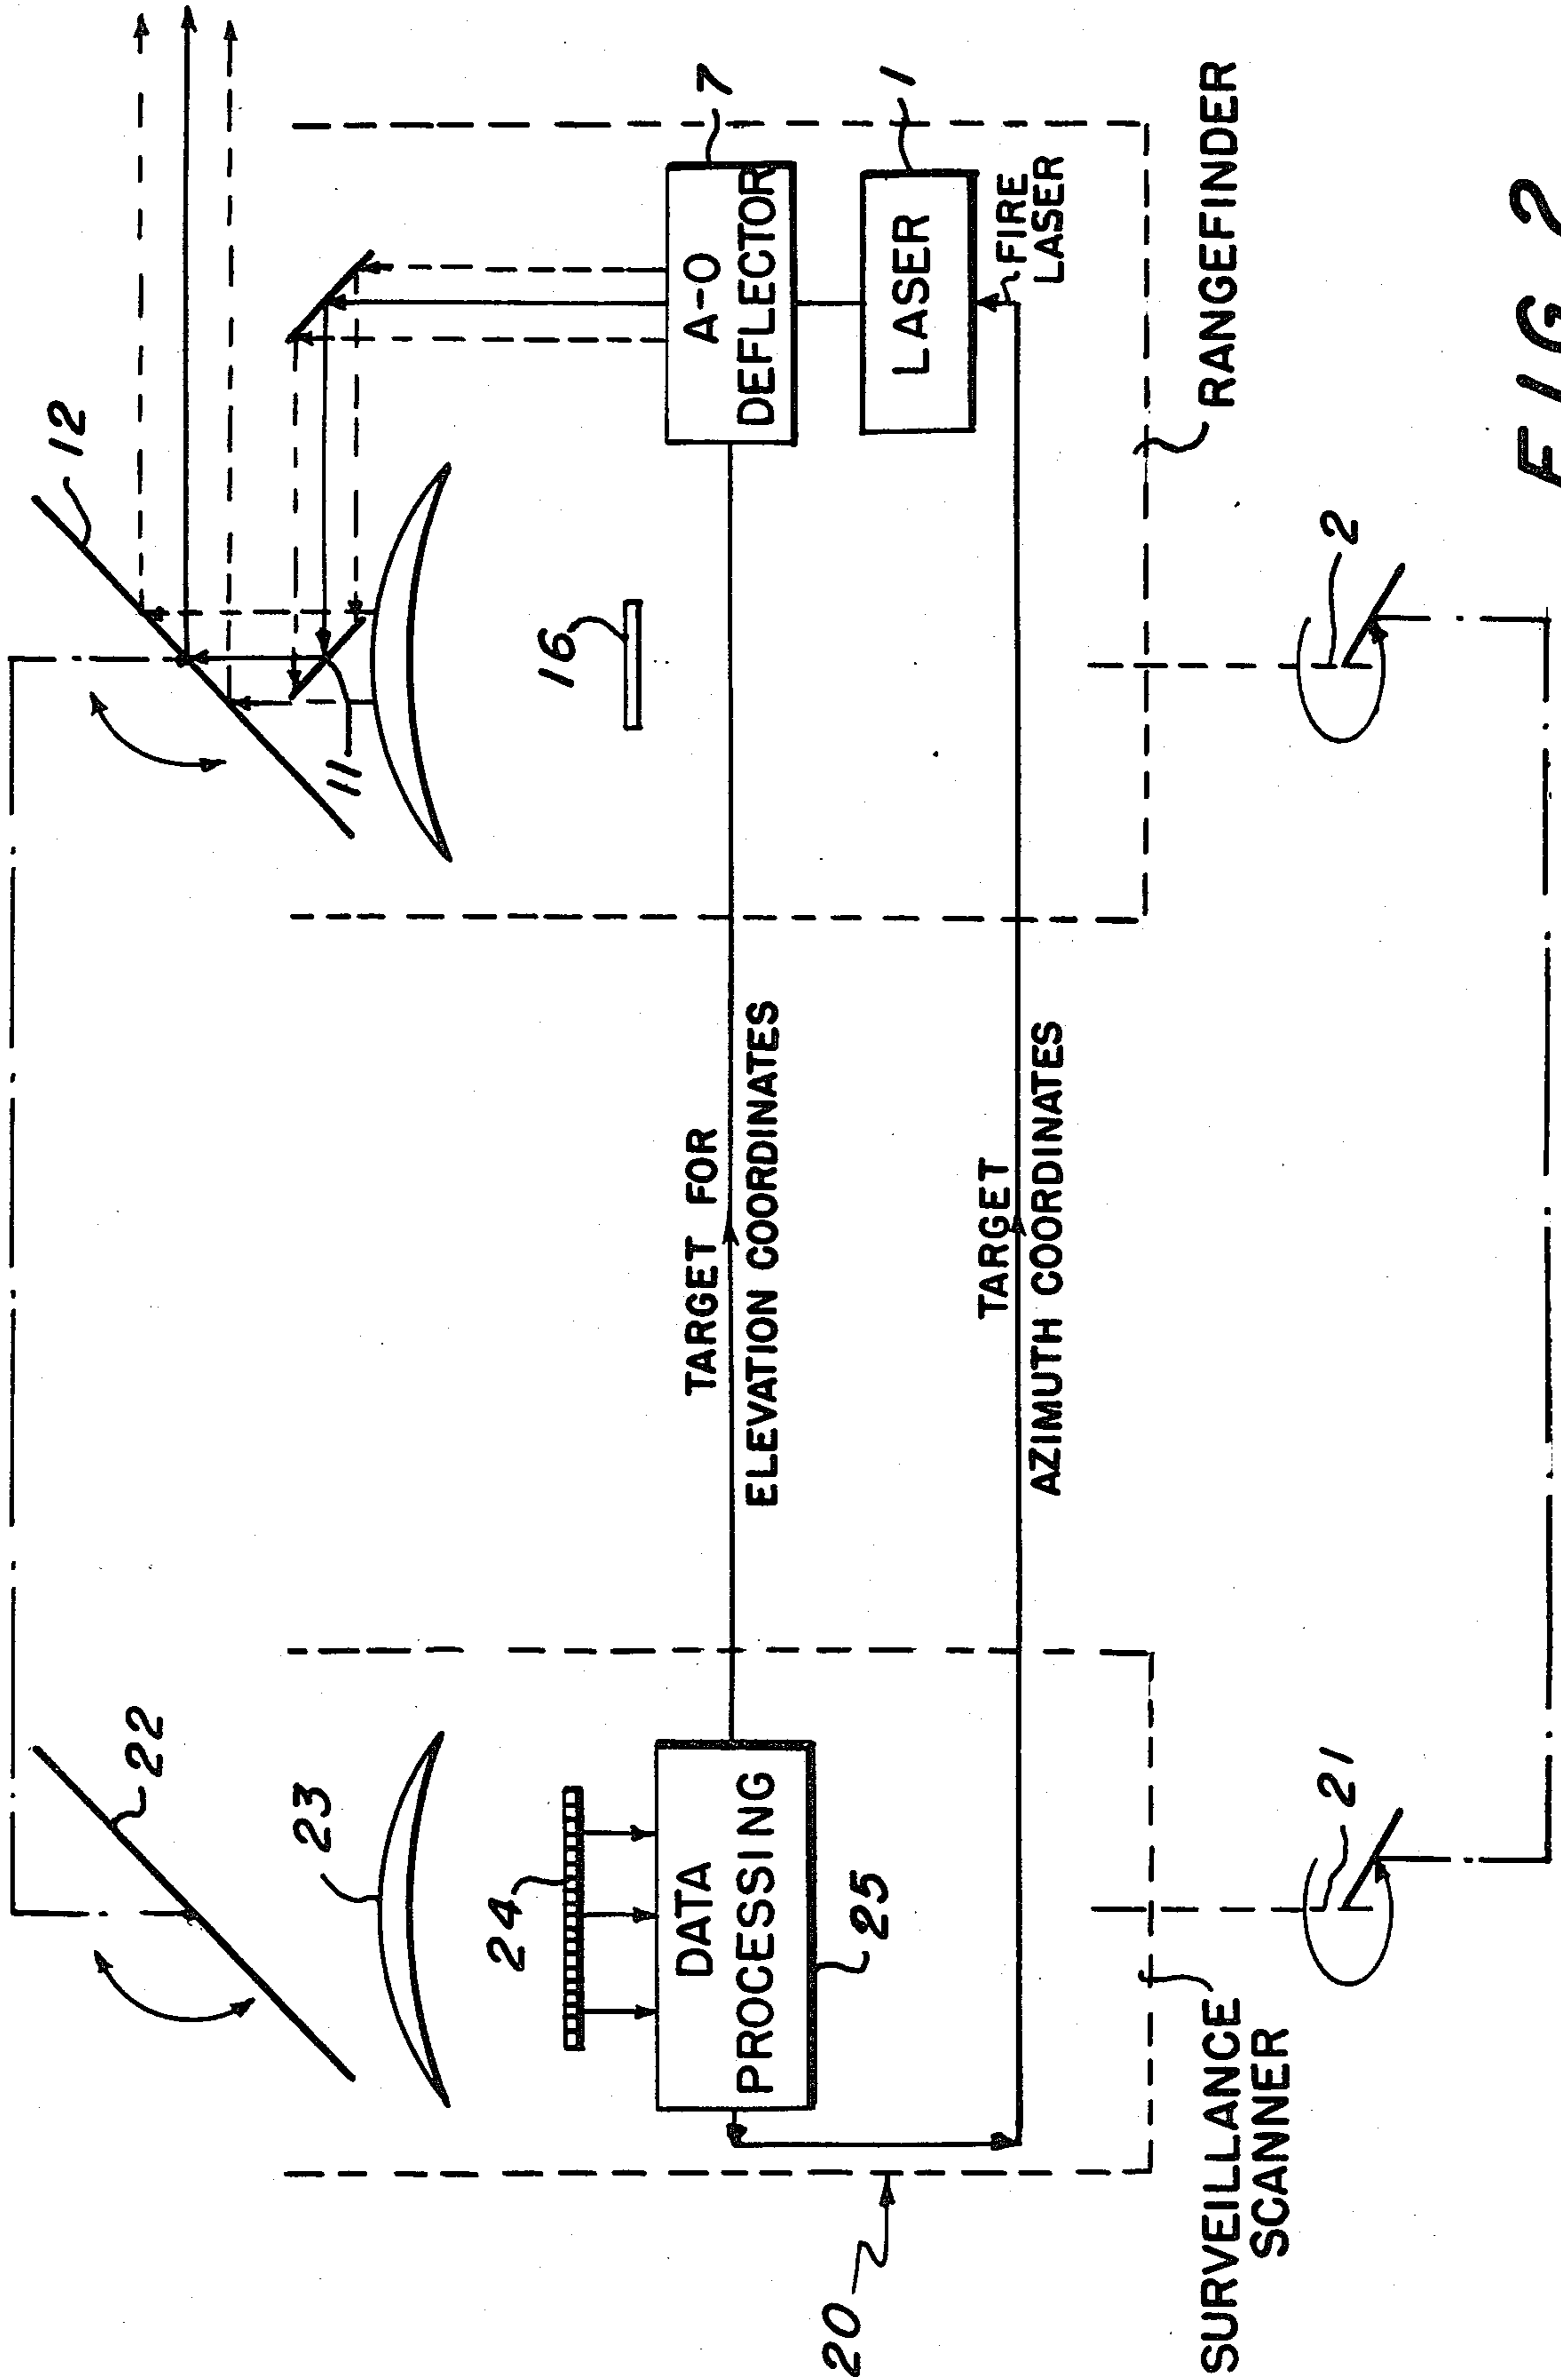 12
7
A-O
DEFLECTOR
1
LASER
FIRE
LASER
11
16
RANGEFINDER
2
TARGET FOR
ELEVATION COORDINATES
TARGET
AZIMUTH COORDINATES
22
23
24
DATA
PROCESSING
25
20
SURVEILLANCE
SCANNER
21
FIG 2